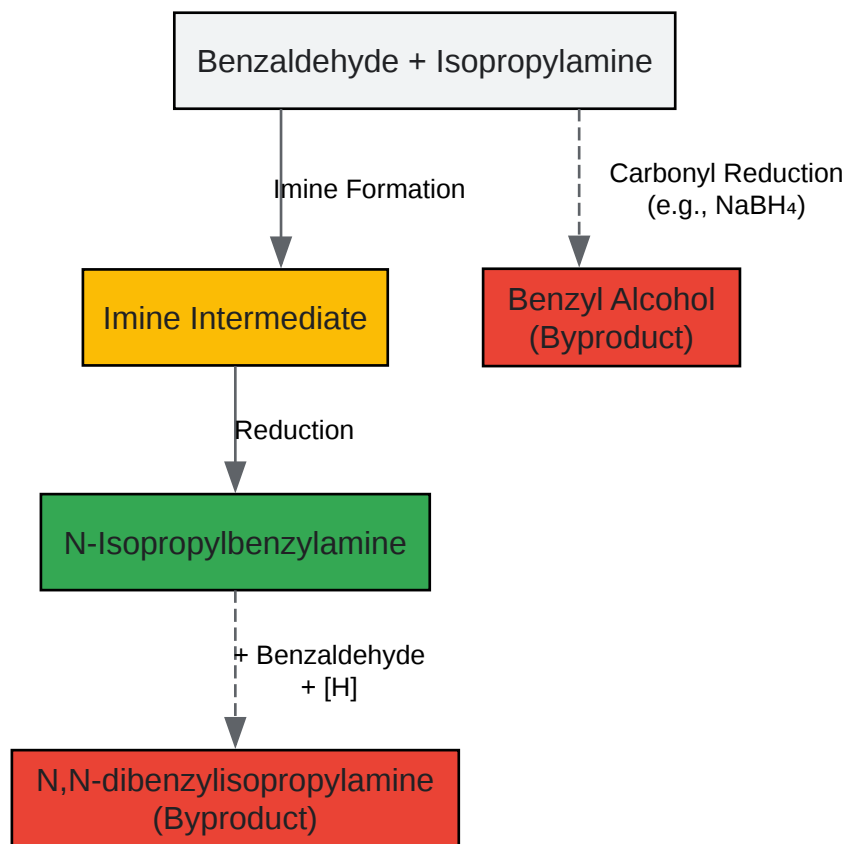 Benzaldehyde + Isopropylamine
Imine Formation
Carbonyl Reduction
(e.g., NaBH₄)
Imine Intermediate
Benzyl Alcohol
(Byproduct)
Reduction
N-Isopropylbenzylamine
+ Benzaldehyde
+ [H]
N,N-dibenzylisopropylamine
(Byproduct)